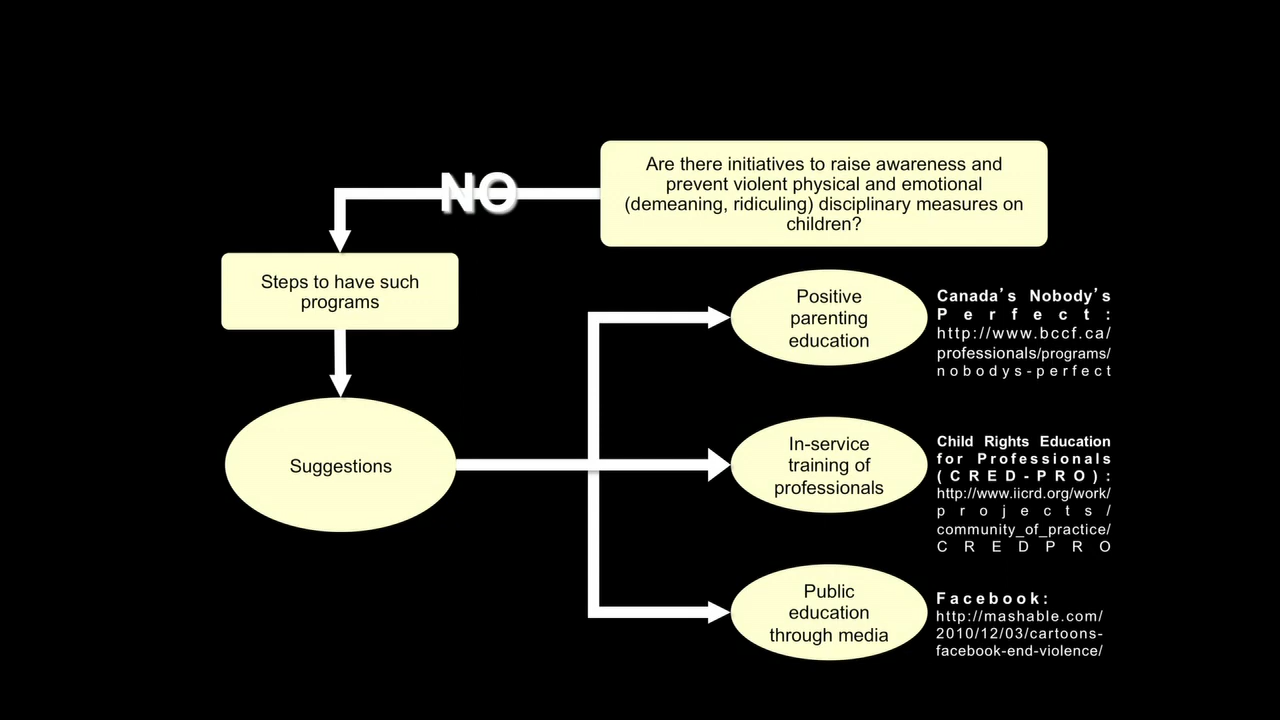 Are there initiatives to raise awareness and
prevent violent physical and emotional
(demeaning, ridiculing) disciplinary measures on
children?
NO
Steps to have such
programs
Suggestions
Positive
parenting
education
Canada's Nobody's
Perfect:
http://www.bccf.ca/
professionals/programs/
nobodys-perfect
In-service
training of
professionals
Child Rights Education
for Professionals
(CRED-PRO):
http://www.iicrd.org/work/
projects/
community_of_practice/
CREDPRO
Public
education
through media
Facebook:
http://mashable.com/
2010/12/03/cartoons-
facebook-end-violence/